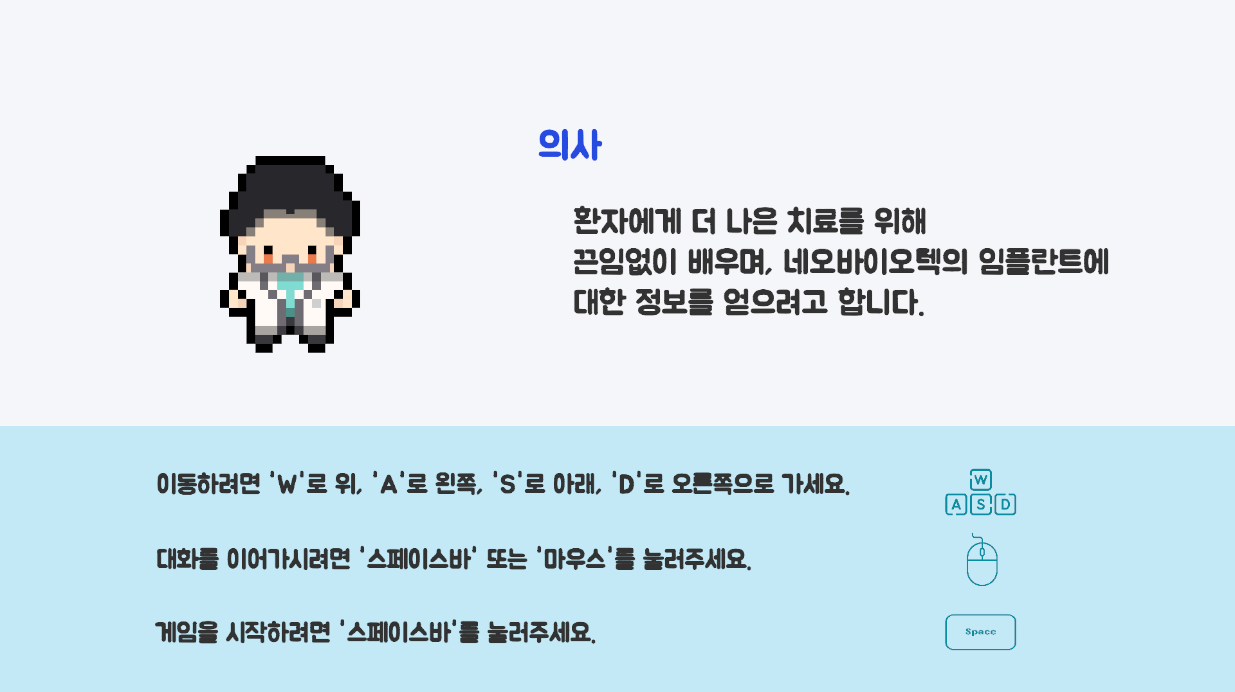 의사
환자에게 더 나은 치료를 위해
끈임없이 배우며, 네오바이오텍의 임플란트에
대한 정보를 얻으려고 합니다.
이동하려면 'W'로 위, 'A'로 왼쪽, 'S'로 아래, 'D'로 오른쪽으로 가세요.
W
A S D
대화를 이어가시려면 '스페이스바' 또는 '마우스'를 눌러주세요.
게임을 시작하려면 '스페이스바'를 눌러주세요.
Space